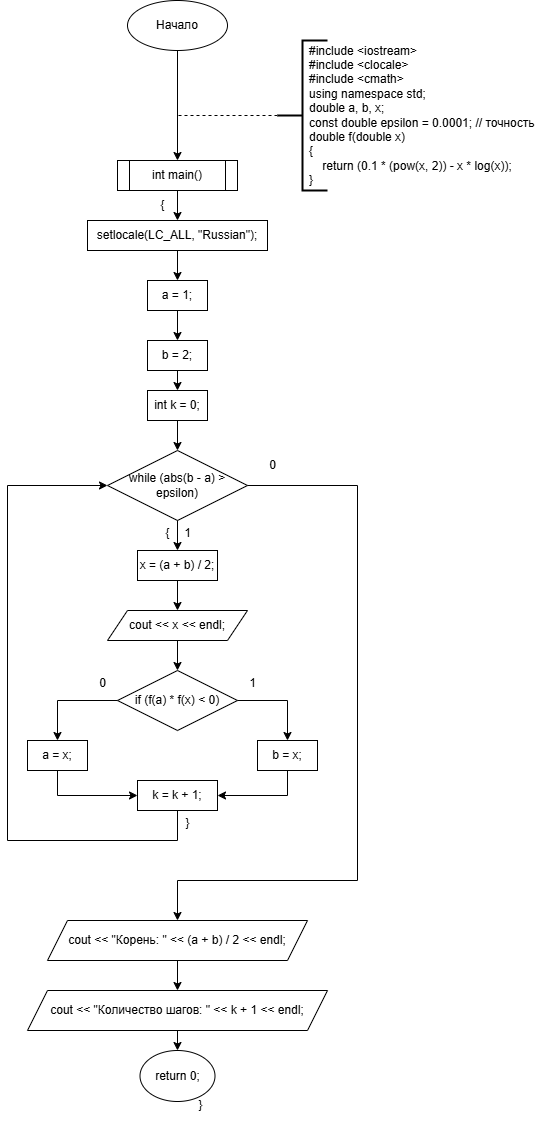 Начало
#include <iostream>
#include <clocale>
#include <cmath>
using namespace std;
double a, b, x;
const double epsilon = 0.0001; // точность
double f(double x)
{
return (0.1 * (pow(x, 2)) - x * log(x));
}
int main()
{
setlocale(LC_ALL, "Russian");
a = 1;
b = 2;
int k = 0;
while (abs(b - a) >
epsilon)
0
{ 1
x = (a + b) / 2;
cout << x << endl;
if (f(a) * f(x) < 0)
0
1
a = x;
b = x;
k = k + 1;
}
cout << "Корень: " << (a + b) / 2 << endl;
cout << "Количество шагов: " << k + 1 << endl;
return 0;
}